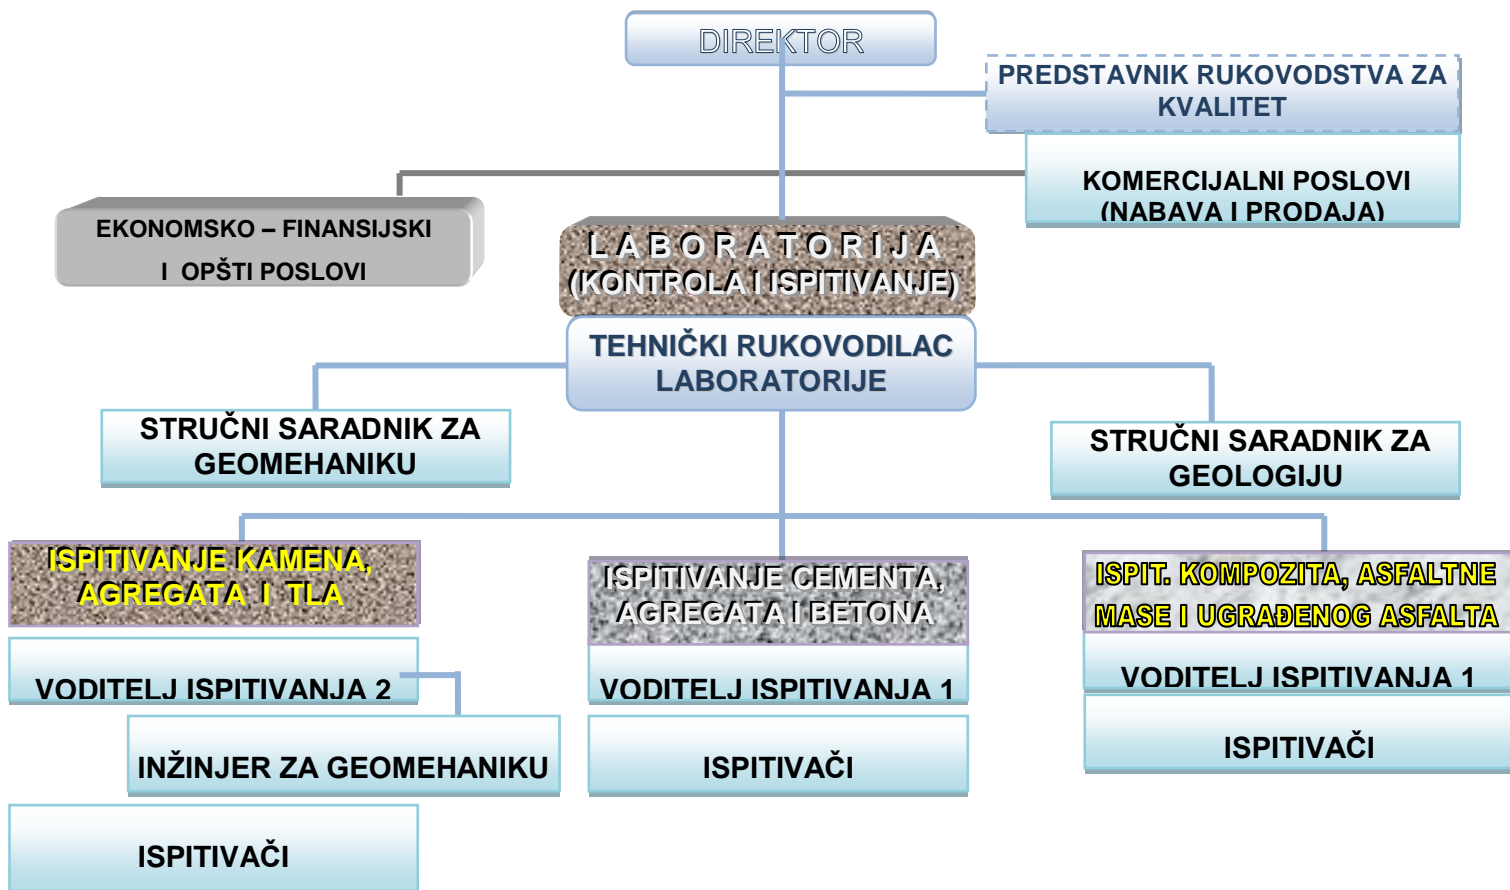 DIREKTOR
PREDSTAVNIK RUKOVODSTVA ZA
KVALITET
KOMERCIJALNI POSLOVI
(NABAVA I PRODAJA)
EKONOMSKO – FINANSIJSKI
I OPŠTI POSLOVI
L A B O R A T O R I J A
(KONTROLA I ISPITIVANJE)
TEHNIČKI RUKOVODILAC
LABORATORIJE
STRUČNI SARADNIK ZA
GEOMEHANIKU
STRUČNI SARADNIK ZA
GEOLOGIJU
ISPITIVANJE KAMENA,
AGREGATA I TLA
VODITELJ ISPITIVANJA 2
INŽINJER ZA GEOMEHANIKU
ISPITIVAČI
ISPITIVANJE CEMENTA,
AGREGATA I BETONA
VODITELJ ISPITIVANJA 1
ISPITIVAČI
ISPIT. KOMPOZITA, ASFALTNE
MASE I UGRAĐENOG ASFALTA
VODITELJ ISPITIVANJA 1
ISPITIVAČI